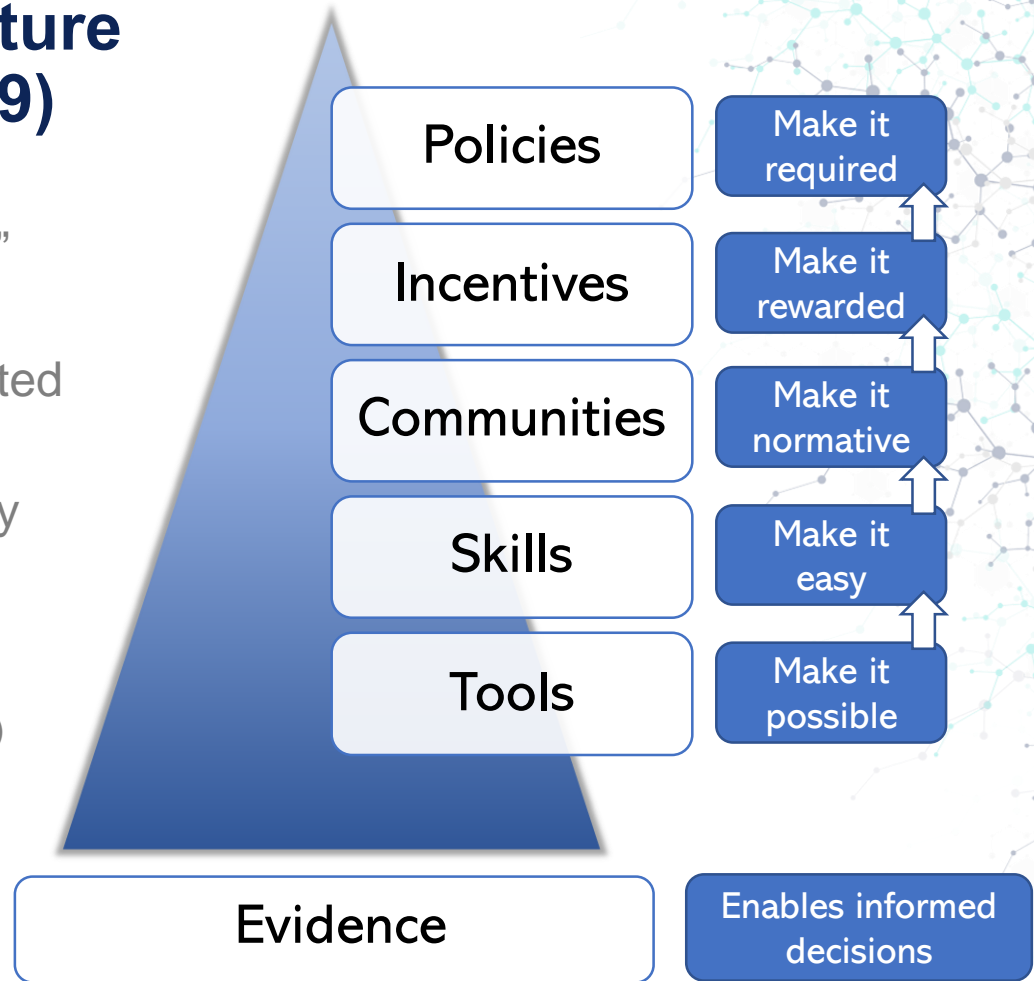 ture
9)
”
ted
y
)
Policies
Make it
required
Incentives
Make it
rewarded
Communities
Make it
normative
Skills
Make it
easy
Tools
Make it
possible
Evidence
Enables informed
decisions